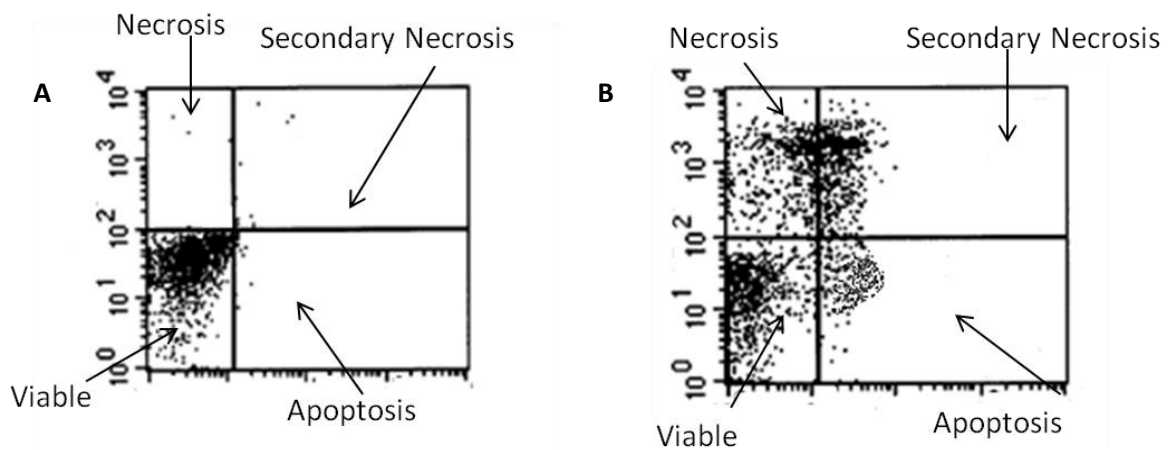 A
Necrosis
Secondary Necrosis
10^4
10^3
10^2
10^1
10^0
Viable
Apoptosis
B
Necrosis
Secondary Necrosis
10^4
10^3
10^2
10^1
10^0
Viable
Apoptosis